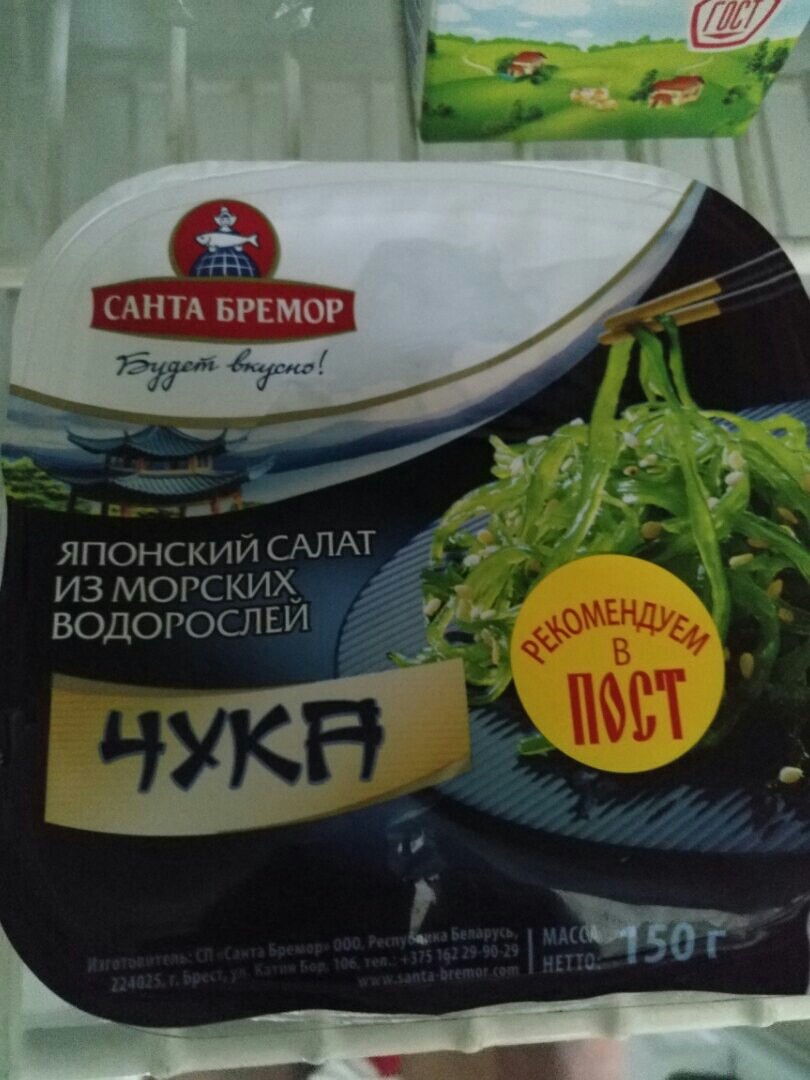 ГОСТ
САНТА БРЕМОР
Будет вкусно!
ЯПОНСКИЙ САЛАТ
ИЗ МОРСКИХ
ВОДОРОСЛЕЙ
РЕКОМЕНДУЕМ
В
ПОСТ
ЧУКА
Изготовитель: СП «Санта Бремор» ООО, Республика Беларусь,
224025, г. Брест, ул. Катин Бор, 106, тел.: +375 162 29-90-29
www.santa-bremor.com
МАССА
НЕТТО:
150 г